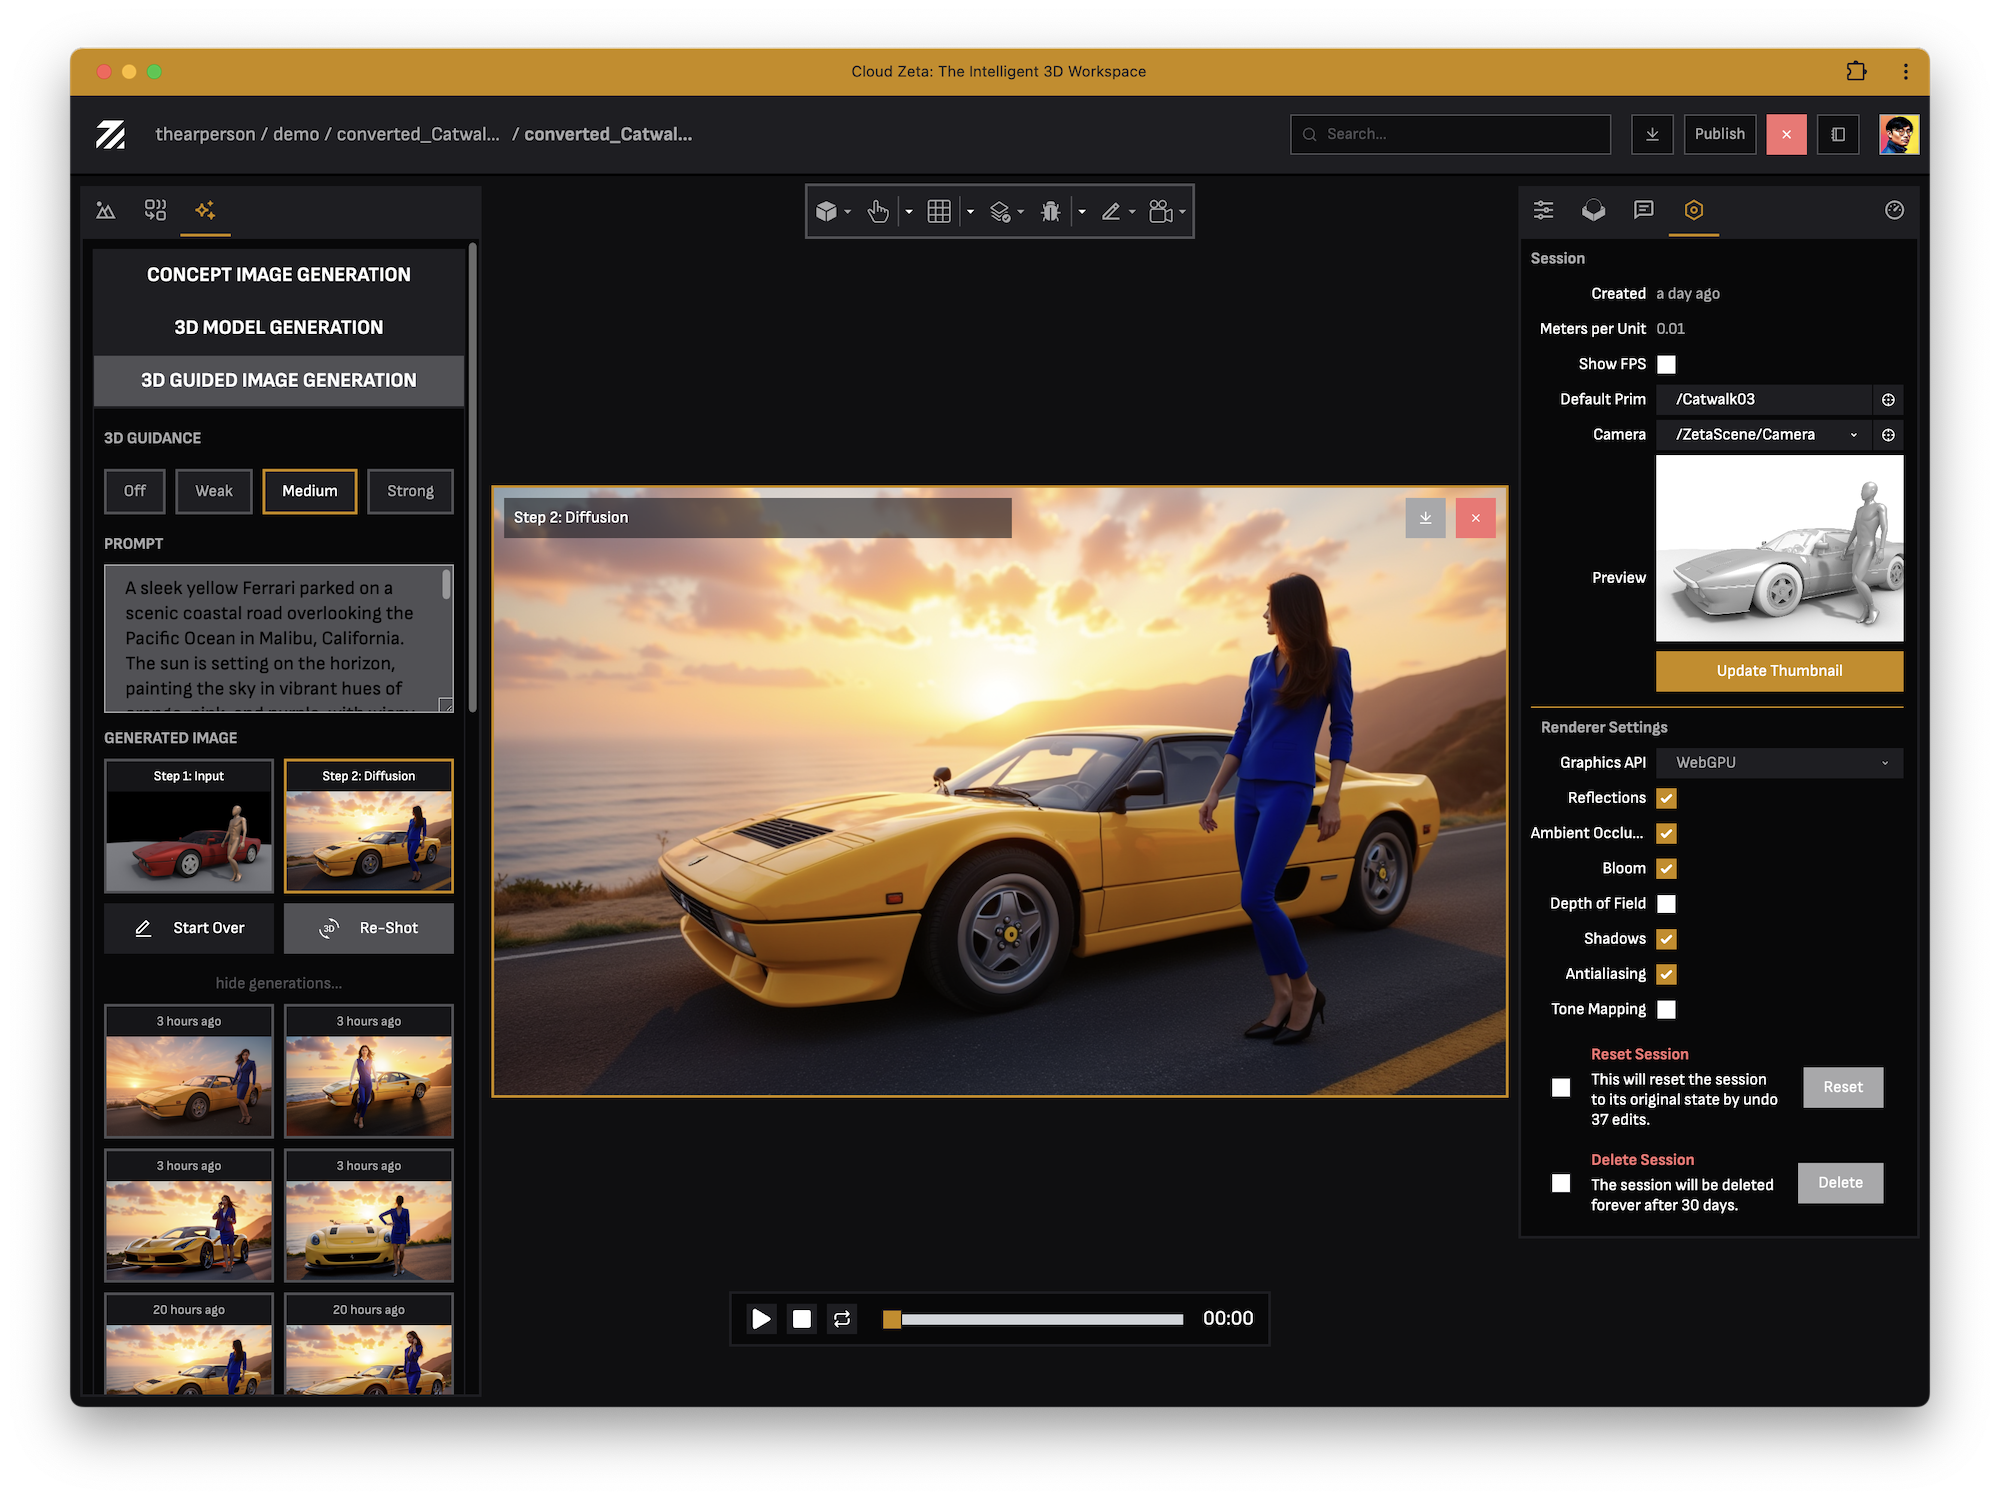 Cloud Zeta: The Intelligent 3D Workspace
thearperson / demo / converted_Catwal... / converted_Catwal...
Search...
Publish
CONCEPT IMAGE GENERATION
3D MODEL GENERATION
3D GUIDED IMAGE GENERATION
3D GUIDANCE
Off
Weak
Medium
Strong
PROMPT
A sleek yellow Ferrari parked on a
scenic coastal road overlooking the
Pacific Ocean in Malibu, California.
The sun is setting on the horizon,
painting the sky in vibrant hues of
orange, pink, and purple, with wispy
GENERATED IMAGE
Step 1: Input
Step 2: Diffusion
Start Over
3D
Re-Shot
hide generations...
3 hours ago
3 hours ago
3 hours ago
3 hours ago
20 hours ago
20 hours ago
Step 2: Diffusion
00:00
Session
Created a day ago
Meters per Unit 0.01
Show FPS
Default Prim /Catwalk03
Camera /ZetaScene/Camera
Preview
Update Thumbnail
Renderer Settings
Graphics API WebGPU
Reflections
Ambient Occlu...
Bloom
Depth of Field
Shadows
Antialiasing
Tone Mapping
Reset Session
This will reset the session
to its original state by undo
37 edits.
Reset
Delete Session
The session will be deleted
forever after 30 days.
Delete